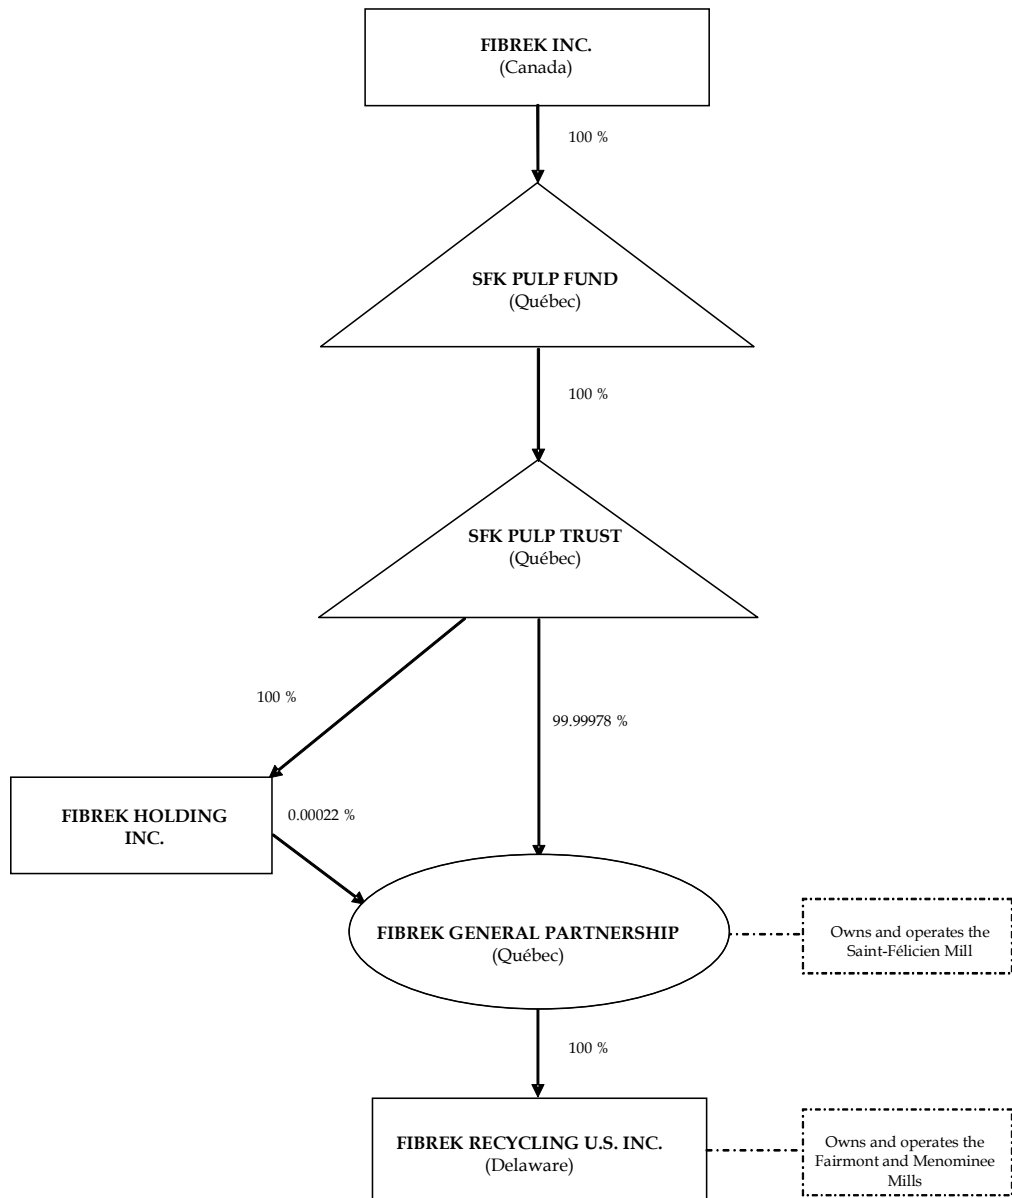 FIBREK INC.
(Canada)
100 %
SFK PULP FUND
(Québec)
100 %
SFK PULP TRUST
(Québec)
100 %
99.99978 %
FIBREK HOLDING
INC.
0.00022 %
FIBREK GENERAL PARTNERSHIP
(Québec)
Owns and operates the
Saint-Félicien Mill
100 %
FIBREK RECYCLING U.S. INC.
(Delaware)
Owns and operates the
Fairmont and Menominee
Mills